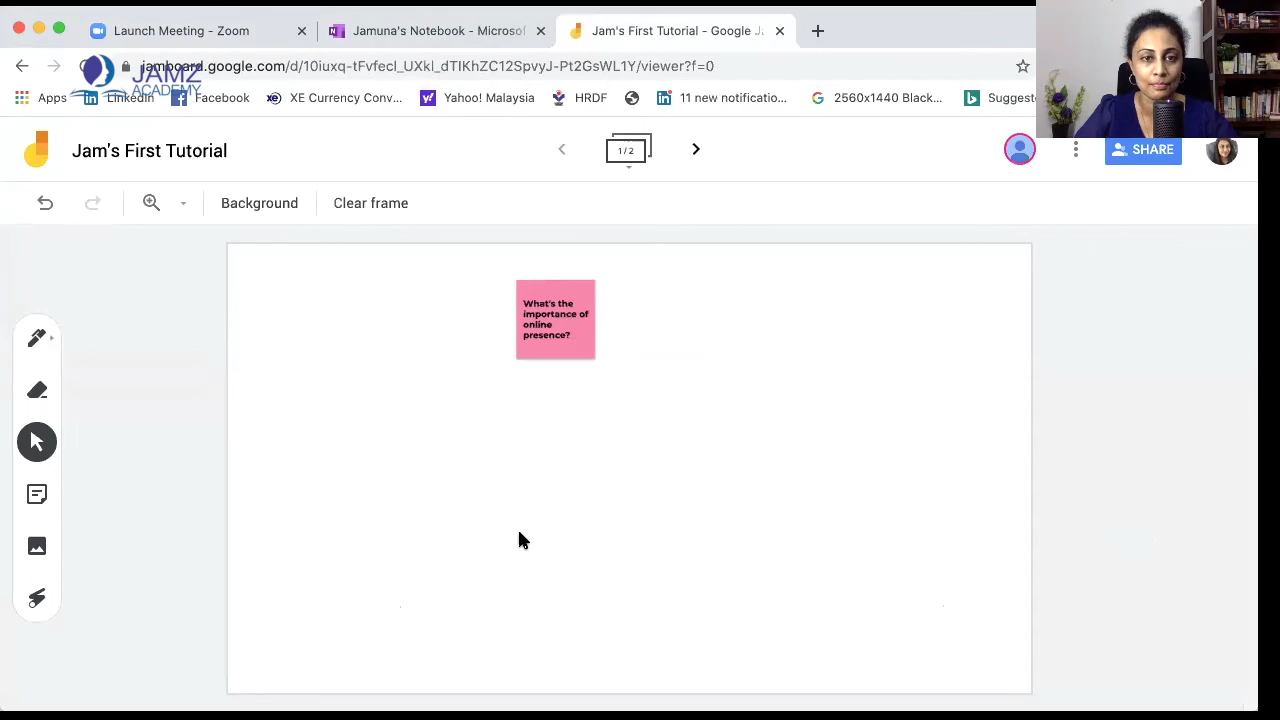 Launch Meeting - Zoom
Jamuna's Notebook - Microso
Jam's First Tutorial - Google J
jamboard.google.com/d/10iuxq-tFvfecI_UXkI_dTIKhZC12SpvyJ-Pt2GsWL1Y/viewer?f=0
JAMZ
ACADEMY
Apps
LinkedIn
Facebook
XE Currency Conv...
Yahoo! Malaysia
HRDF
11 new notificatio...
2560x1440 Black...
Suggest
Jam's First Tutorial
1 / 2
SHARE
Background
Clear frame
What's the
importance of
online
presence?